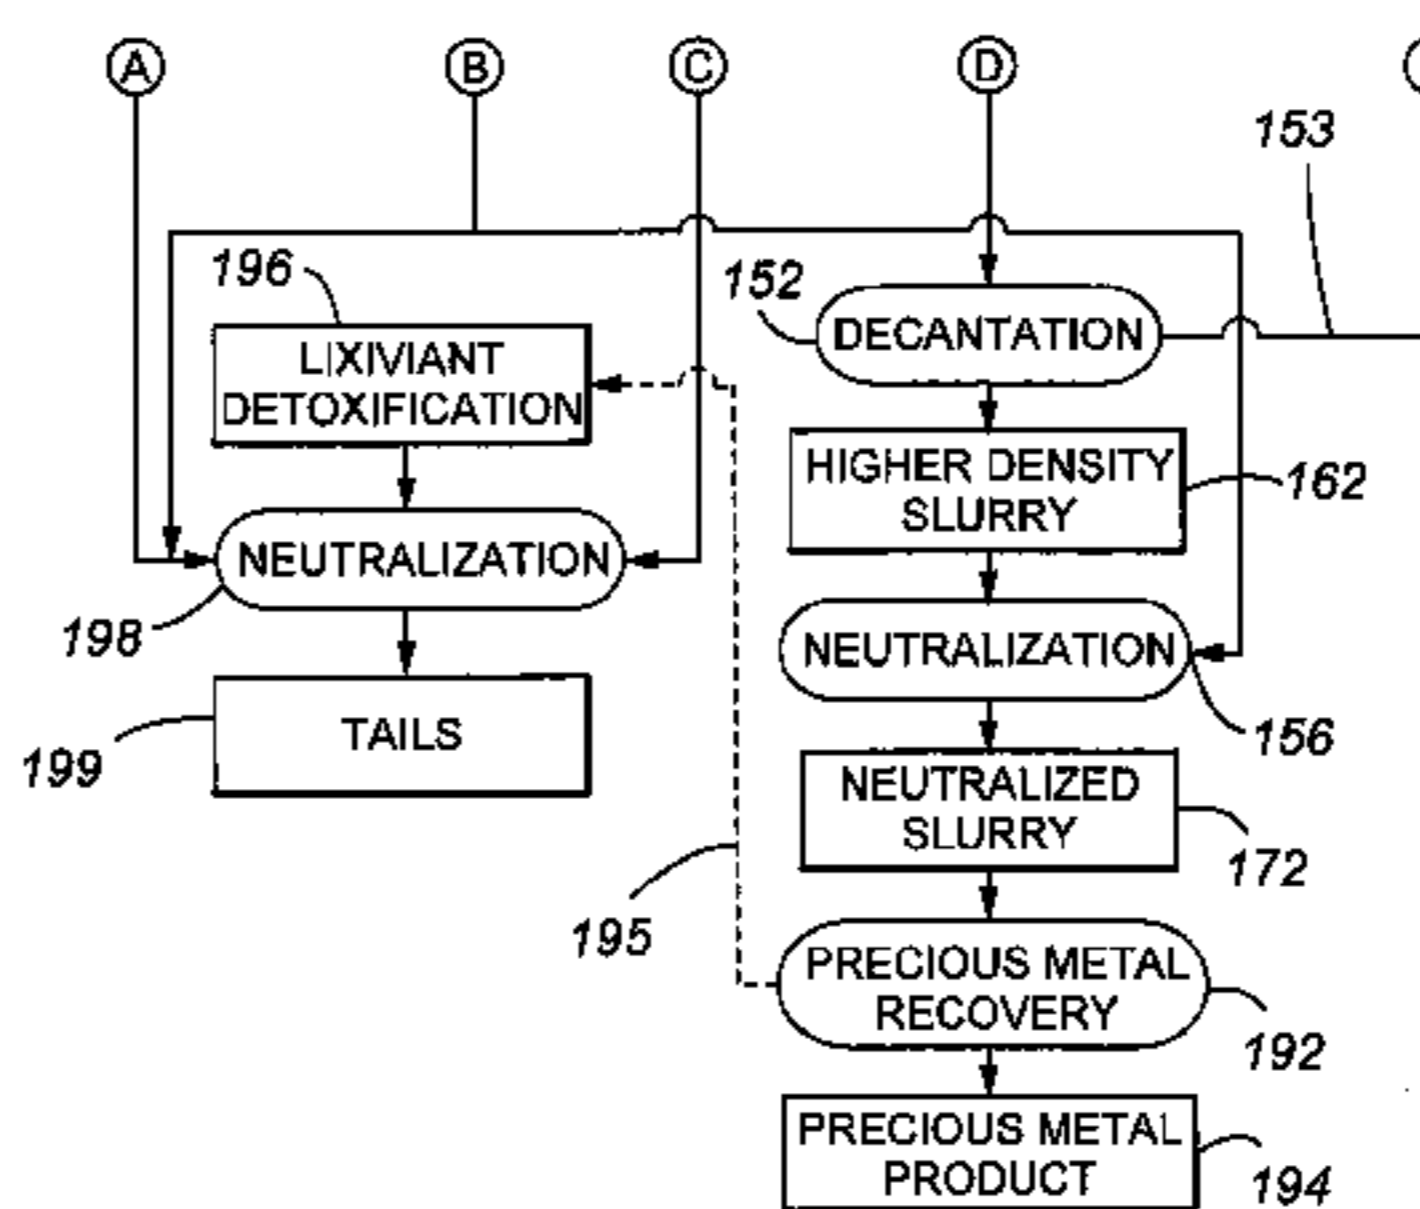 A B C D
153
196
152
LIXIVIANT
DETOXIFICATION
DECANTATION
HIGHER DENSITY
SLURRY
162
NEUTRALIZATION
198
NEUTRALIZATION
156
TAILS
199
NEUTRALIZED
SLURRY
172
195
PRECIOUS METAL
RECOVERY
192
PRECIOUS METAL
PRODUCT
194